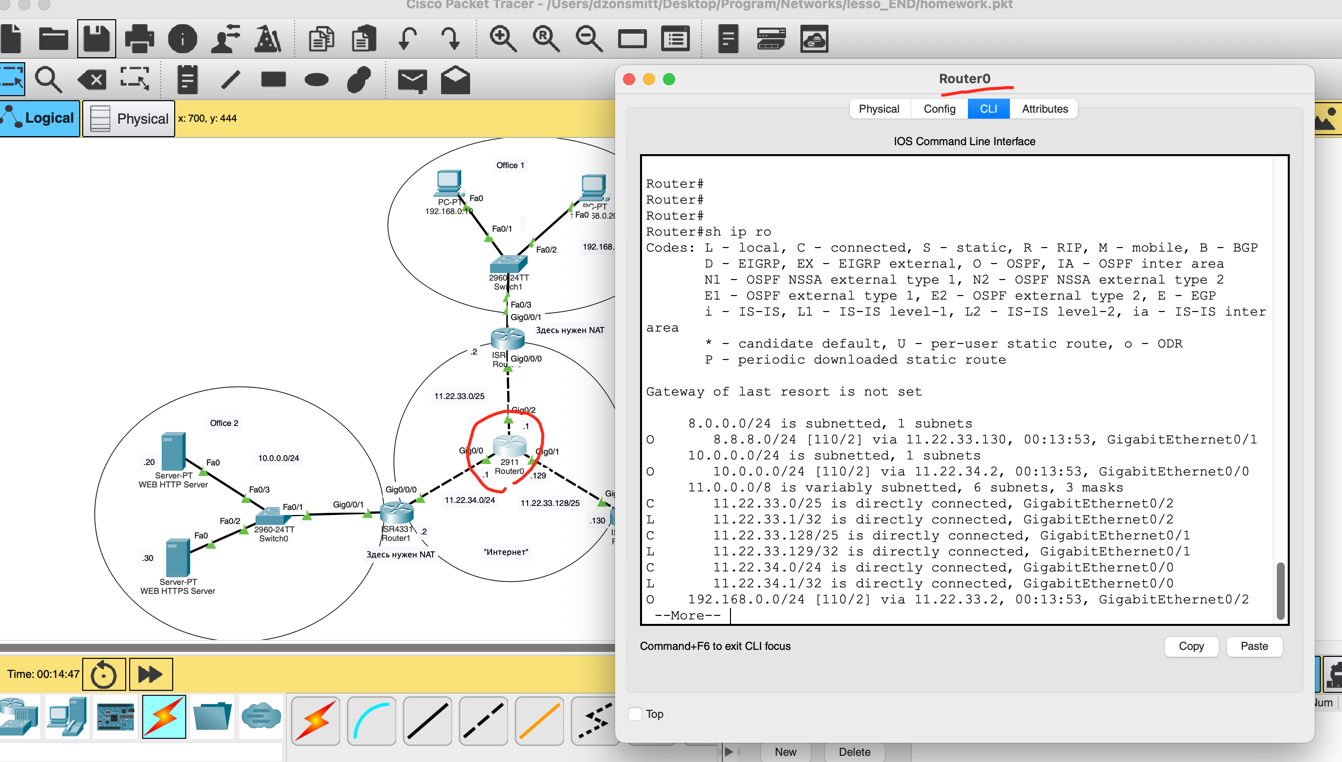 Cisco Packet Tracer - /Users/dzonsmitt/Desktop/Program/Networks/lesso_END/homework.pkt
Logical
Physical
x: 700, y: 444
Office 1
PC-PT
192.168.0.10
Fa0
PC-PT
Fa0
68.0.20
Fa0/1
Fa0/2
192.168.
2960-24TT
Switch1
Fa0/3
Gig0/0/1
Здесь нужен NAT
.2
ISR
Rou
Gig0/0/0
11.22.33.0/25
Gig0/2
.1
Gig0/0
Gig0/1
2911
Router0
.1
.129
11.22.34.0/24
11.22.33.128/25
Gig
.130
Office 2
10.0.0.0/24
.20
Fa0
Server-PT
WEB HTTP Server
Fa0/3
Fa0/1
Gig0/0/1
Gig0/0/0
Fa0/2
2960-24TT
Switch0
ISR4331
Router1
.2
Здесь нужен NAT
"Интернет"
Fa0
.30
Server-PT
WEB HTTPS Server
Time: 00:14:47
Router0
Physical
Config
CLI
Attributes
IOS Command Line Interface
Router#
Router#
Router#
Router#sh ip ro
Codes: L - local, C - connected, S - static, R - RIP, M - mobile, B - BGP
D - EIGRP, EX - EIGRP external, O - OSPF, IA - OSPF inter area
N1 - OSPF NSSA external type 1, N2 - OSPF NSSA external type 2
E1 - OSPF external type 1, E2 - OSPF external type 2, E - EGP
i - IS-IS, L1 - IS-IS level-1, L2 - IS-IS level-2, ia - IS-IS inter
area
* - candidate default, U - per-user static route, o - ODR
P - periodic downloaded static route
Gateway of last resort is not set
8.0.0.0/24 is subnetted, 1 subnets
O 8.8.8.0/24 [110/2] via 11.22.33.130, 00:13:53, GigabitEthernet0/1
10.0.0.0/24 is subnetted, 1 subnets
O 10.0.0.0/24 [110/2] via 11.22.34.2, 00:13:53, GigabitEthernet0/0
11.0.0.0/8 is variably subnetted, 6 subnets, 3 masks
C 11.22.33.0/25 is directly connected, GigabitEthernet0/2
L 11.22.33.1/32 is directly connected, GigabitEthernet0/2
C 11.22.33.128/25 is directly connected, GigabitEthernet0/1
L 11.22.33.129/32 is directly connected, GigabitEthernet0/1
C 11.22.34.0/24 is directly connected, GigabitEthernet0/0
L 11.22.34.1/32 is directly connected, GigabitEthernet0/0
O 192.168.0.0/24 [110/2] via 11.22.33.2, 00:13:53, GigabitEthernet0/2
--More--
Command+F6 to exit CLI focus
Copy
Paste
Top
New
Delete
Num